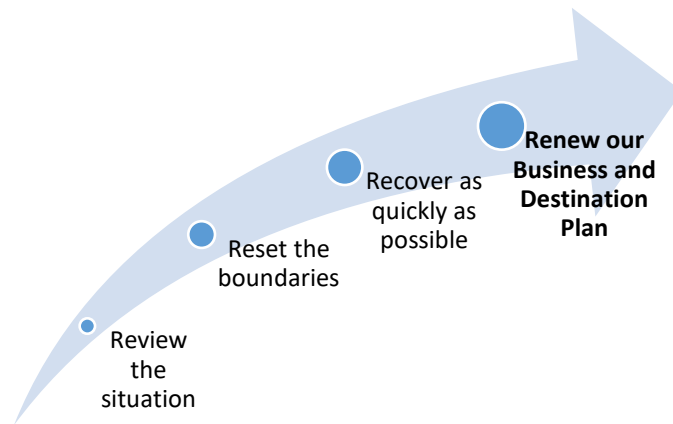 Review
the
situation
Reset the
boundaries
Recover as
quickly as
possible
Renew our
Business and
Destination
Plan